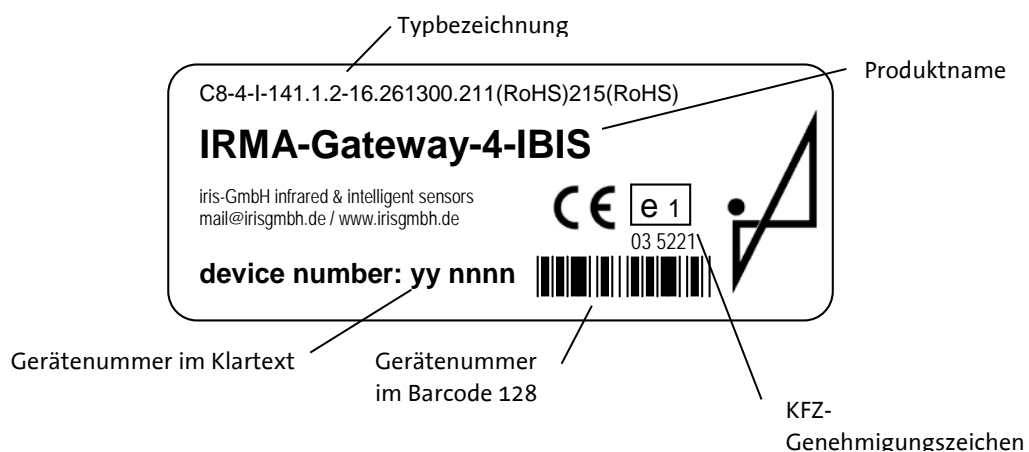 Typbezeichnung
Produktname
C8-4-I-141.1.2-16.261300.211(RoHS)215(RoHS)
IRMA-Gateway-4-IBIS
iris-GmbH infrared & intelligent sensors
mail@irisgmbh.de / www.irisgmbh.de
CE e 1
03 5221
device number: yy nnnn
Gerätenummer im Klartext
Gerätenummer
im Barcode 128
KFZ-
Genehmigungszeichen